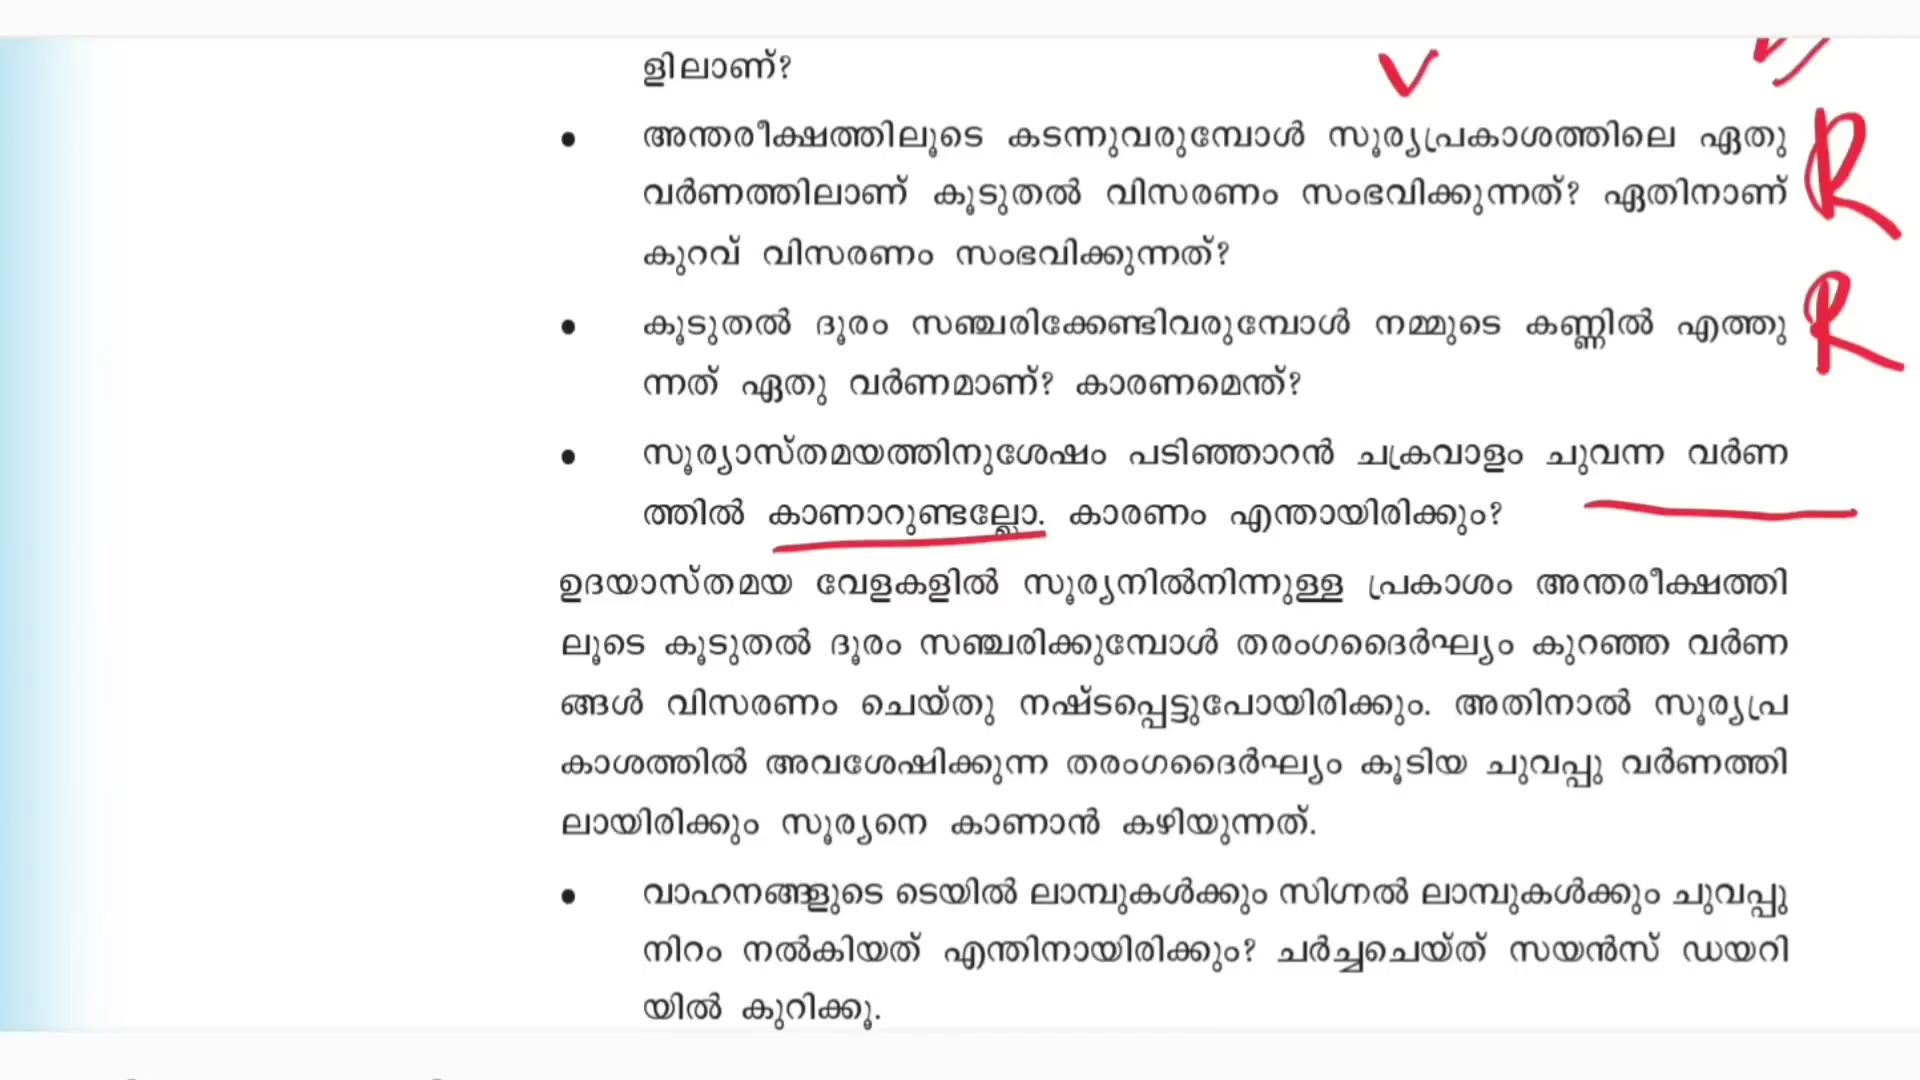 ളിലാണ്?
V
• അന്തരീക്ഷത്തിലൂടെ കടന്നുവരുമ്പോൾ സൂര്യപ്രകാശത്തിലെ ഏതു
വർണത്തിലാണ് കൂടുതൽ വിസരണം സംഭവിക്കുന്നത്? ഏതിനാണ്
R
കുറവ് വിസരണം സംഭവിക്കുന്നത്?
• കൂടുതൽ ദൂരം സഞ്ചരിക്കേണ്ടിവരുമ്പോൾ നമ്മുടെ കണ്ണിൽ എത്തു
R
ന്നത് ഏതു വർണമാണ്? കാരണമെന്ത്?
• സൂര്യാസ്തമയത്തിനുശേഷം പടിഞ്ഞാറൻ ചക്രവാളം ചുവന്ന വർണ
ത്തിൽ കാണാറുണ്ടല്ലോ. കാരണം എന്തായിരിക്കും?
ഉദയാസ്തമയ വേളകളിൽ സൂര്യനിൽനിന്നുള്ള പ്രകാശം അന്തരീക്ഷത്തി
ലൂടെ കൂടുതൽ ദൂരം സഞ്ചരിക്കുമ്പോൾ തരംഗദൈർഘ്യം കുറഞ്ഞ വർണ
ങ്ങൾ വിസരണം ചെയ്തു നഷ്ടപ്പെട്ടുപോയിരിക്കും. അതിനാൽ സൂര്യപ്ര
കാശത്തിൽ അവശേഷിക്കുന്ന തരംഗദൈർഘ്യം കൂടിയ ചുവപ്പു വർണത്തി
ലായിരിക്കും സൂര്യനെ കാണാൻ കഴിയുന്നത്.
• വാഹനങ്ങളുടെ ടെയിൽ ലാമ്പുകൾക്കും സിഗ്നൽ ലാമ്പുകൾക്കും ചുവപ്പു
നിറം നൽകിയത് എന്തിനായിരിക്കും? ചർച്ചചെയ്ത് സയൻസ് ഡയറി
യിൽ കുറിക്കൂ.